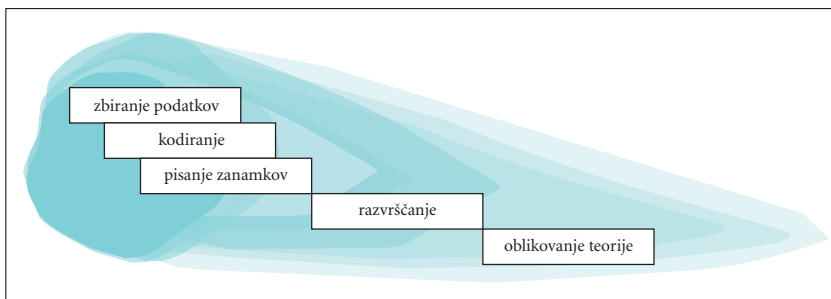 zbiranje podatkov
kodiranje
pisanje zanamkov
razvrščanje
oblikovanje teorije